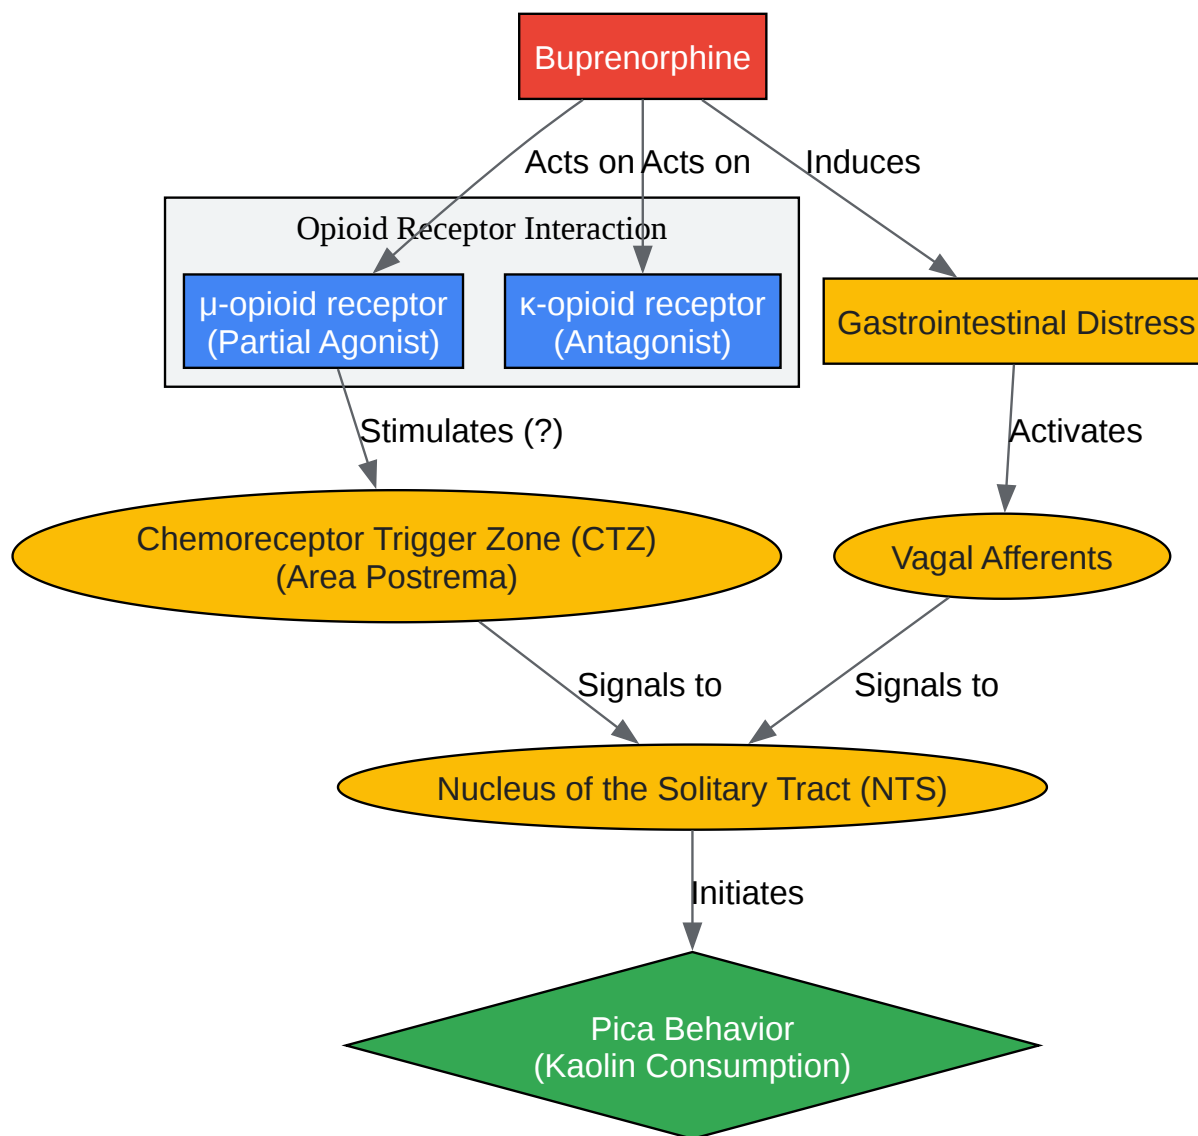 Buprenorphine
Acts on
Acts on
Induces
Opioid Receptor Interaction
μ-opioid receptor
(Partial Agonist)
κ-opioid receptor
(Antagonist)
Gastrointestinal Distress
Stimulates (?)
Activates
Chemoreceptor Trigger Zone (CTZ)
(Area Postrema)
Vagal Afferents
Signals to
Signals to
Nucleus of the Solitary Tract (NTS)
Initiates
Pica Behavior
(Kaolin Consumption)